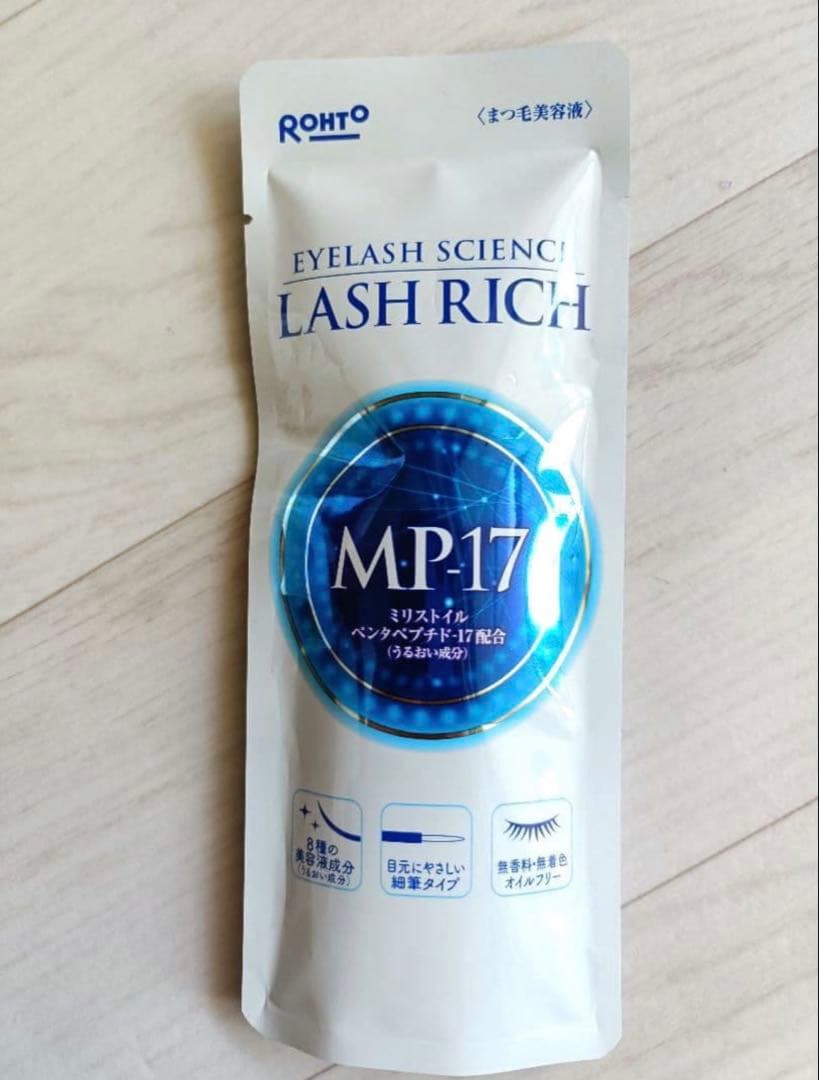 ROHTO
〈まつ毛美容液〉
EYELASH SCIENCE
LASH RICH
MP-17
ミリストイル
ペンタペプチド-17配合
(うるおい成分)
8種の
美容液成分
(うるおい成分)
目元にやさしい
細筆タイプ
無香料・無着色
オイルフリー